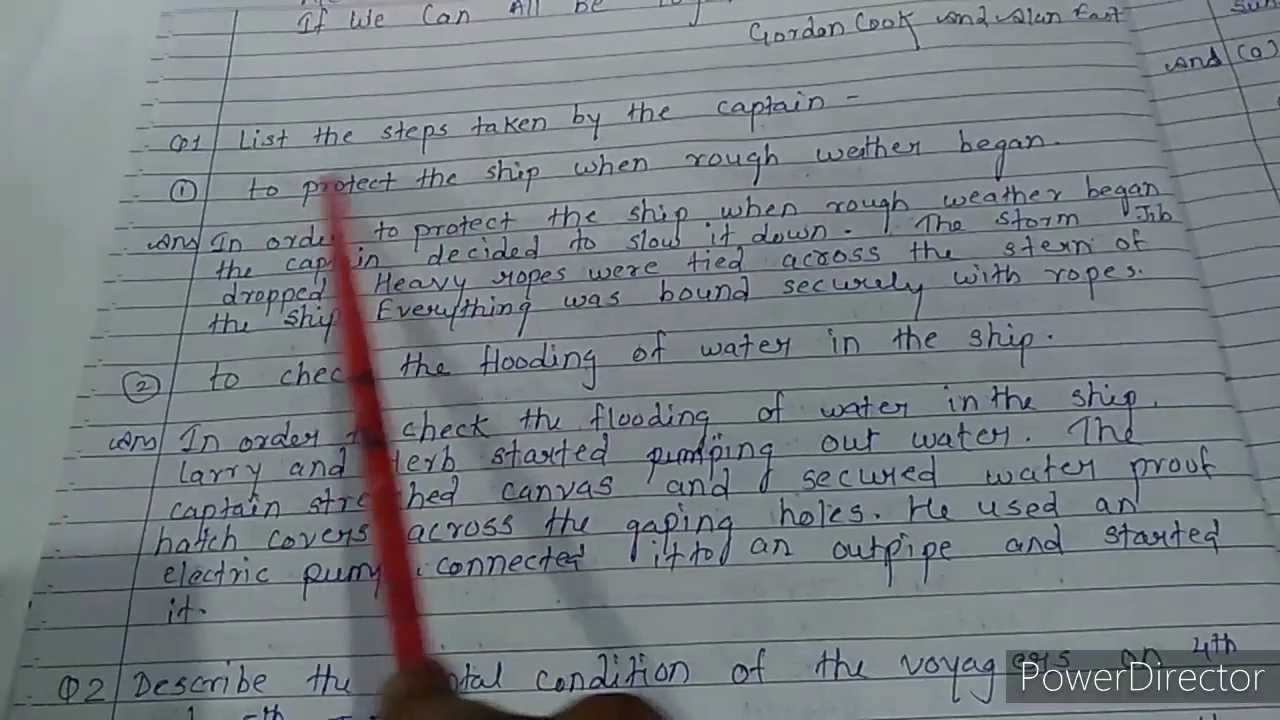 If We Can All Be
Gordon Cook and Alan East
and (a)
Q1 List the steps taken by the captain -
① to protect the ship when rough weather began.
Ans In order to protect the ship when rough weather began
the captain decided to slow it down. The storm Jib
dropped Heavy ropes were tied across the stern of
the ship Everything was bound securely with ropes.
② to check the flooding of water in the ship.
Ans In order to check the flooding of water in the ship.
larry and Herb started pumping out water. The
captain stretched canvas and secured water proof
hatch covers across the gaping holes. He used an
electric pump connected it to an outpipe and started
it.
Q2 Describe the mental condition of the voyagers on 4th
5th
PowerDirector